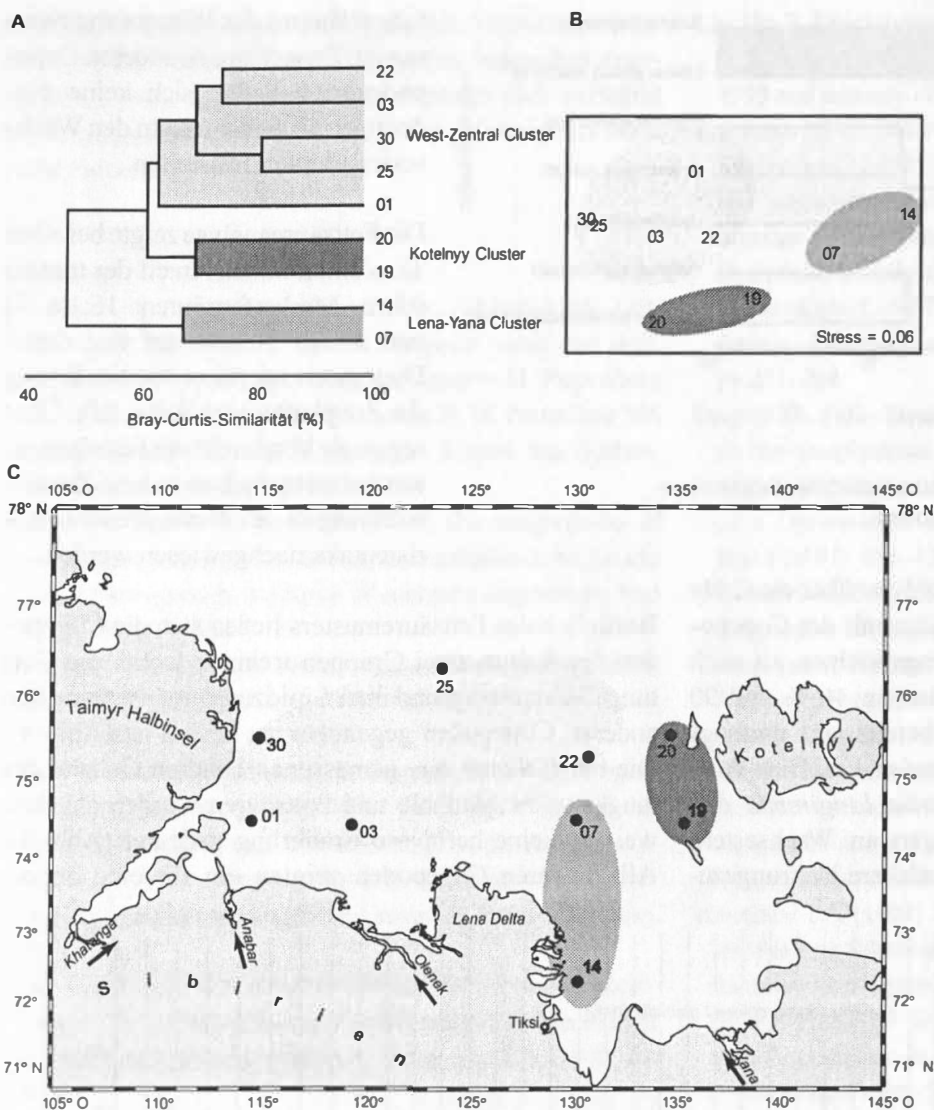 A
22
03
30
West-Zentral Cluster
25
01
20
Kotelnyy Cluster
19
14
Lena-Yana Cluster
07
40 60 80 100
Bray-Curtis-Similarität [%]
B
01
30
25
03 22
14
07
19
20
Stress = 0,06
C
105° O 110° 115° 120° 125° 130° 135° 140° 145° O
78° N 78° N
77° 77°
76° 76°
75° 75°
74° 74°
73° 73°
72° 72°
71° N 71° N
Taimyr Halbinsel
25
30
22
20
Kotelnyy
01
03
07
19
Lena Delta
Khatanga
Anabar
Olenek
14
Sibirien
Tiksi
Yana
105° O 110° 115° 120° 125° 130° 135° 140° 145° O